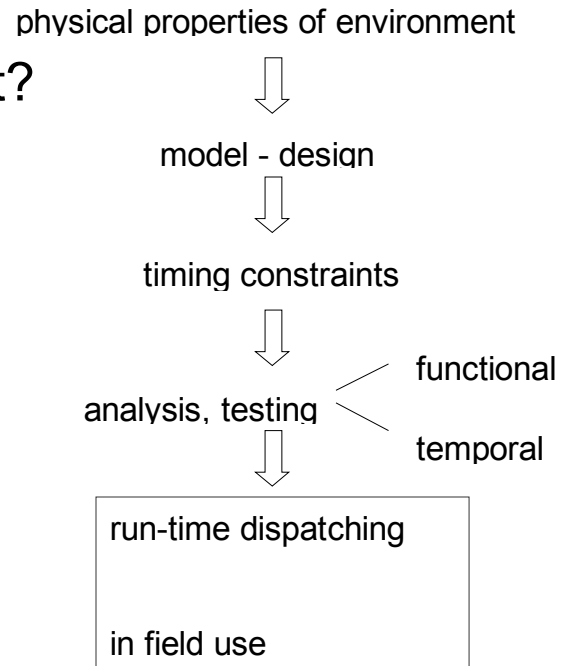 physical properties of environment
t?
model - design
timing constraints
functional
analysis, testing
temporal
run-time dispatching
in field use